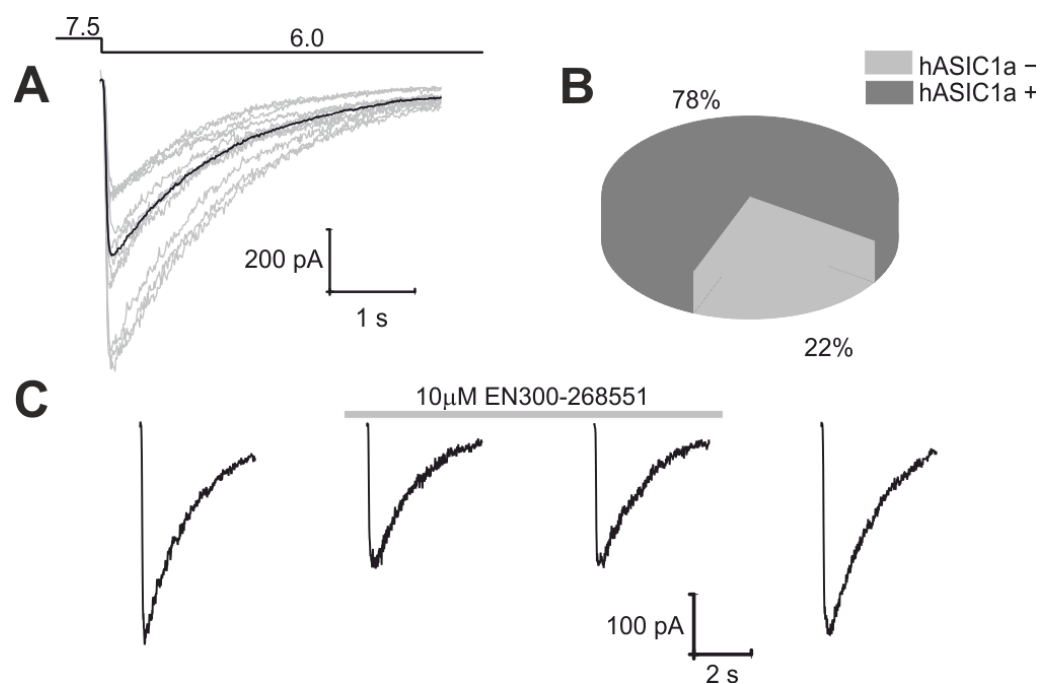 7.5
6.0
A
B
hASIC1a −
hASIC1a +
78%
200 pA
1 s
22%
C
10μM EN300-268551
100 pA
2 s